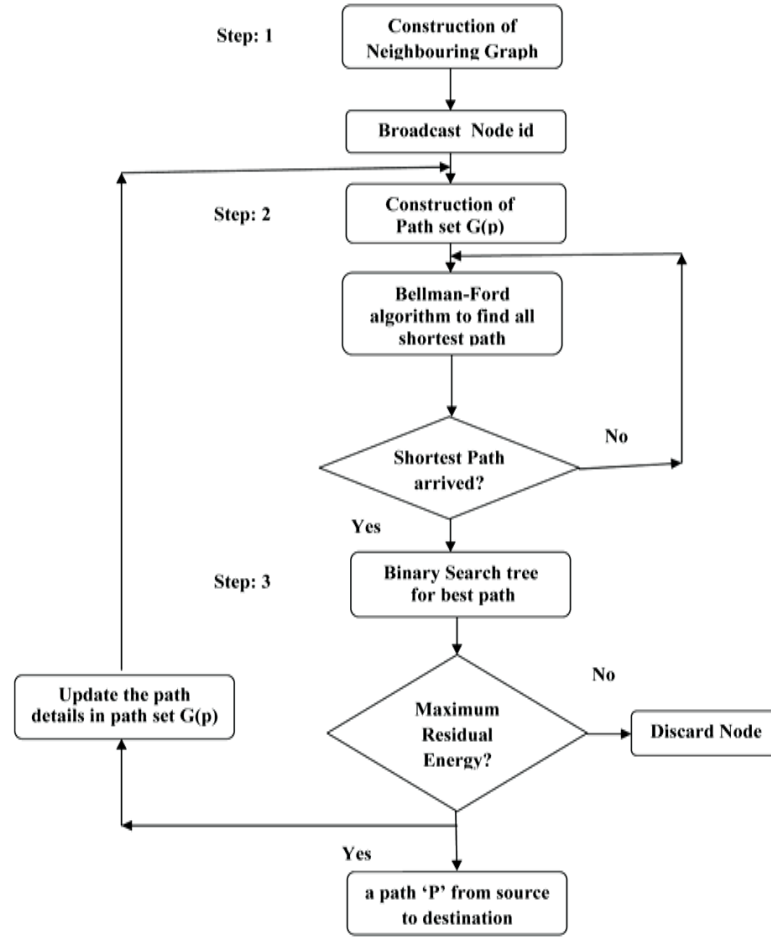 Step: 1
Construction of
Neighbouring Graph
Broadcast Node id
Step: 2
Construction of
Path set G(p)
Bellman-Ford
algorithm to find all
shortest path
Shortest Path
arrived?
No
Yes
Step: 3
Binary Search tree
for best path
Maximum
Residual
Energy?
No
Discard Node
Update the path
details in path set G(p)
Yes
a path ‘P’ from source
to destination